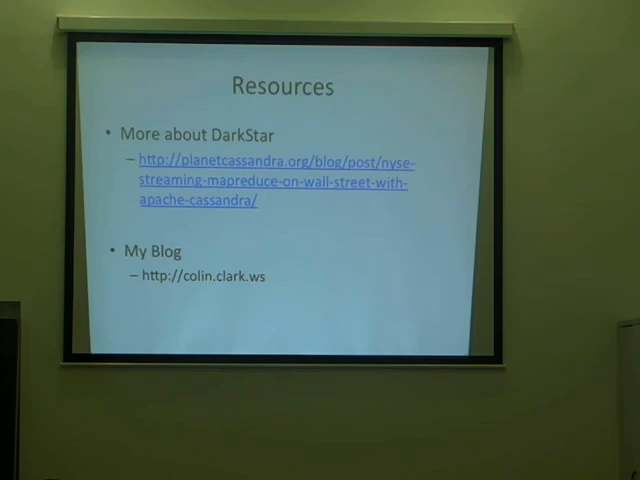 Resources
• More about DarkStar
– http://planetcassandra.org/blog/post/nyse-
streaming-mapreduce-on-wall-street-with-
apache-cassandra/
• My Blog
– http://colin.clark.ws